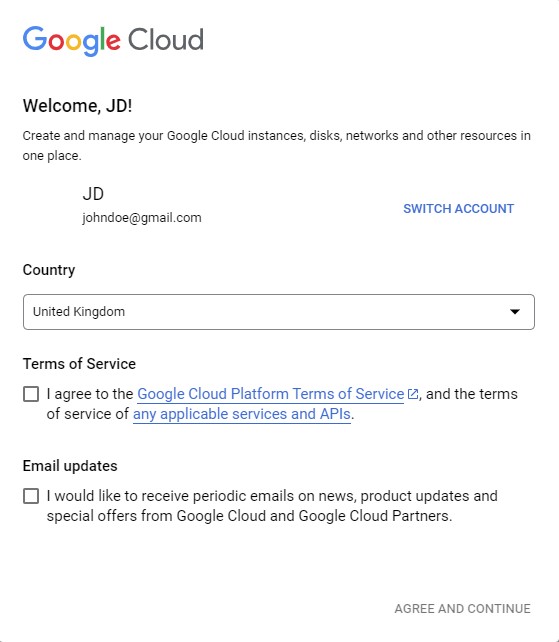 Google Cloud
Welcome, JD!
Create and manage your Google Cloud instances, disks, networks and other resources in
one place.
JD
johndoe@gmail.com
SWITCH ACCOUNT
Country
United Kingdom
Terms of Service
I agree to the Google Cloud Platform Terms of Service, and the terms
of service of any applicable services and APIs.
Email updates
I would like to receive periodic emails on news, product updates and
special offers from Google Cloud and Google Cloud Partners.
AGREE AND CONTINUE